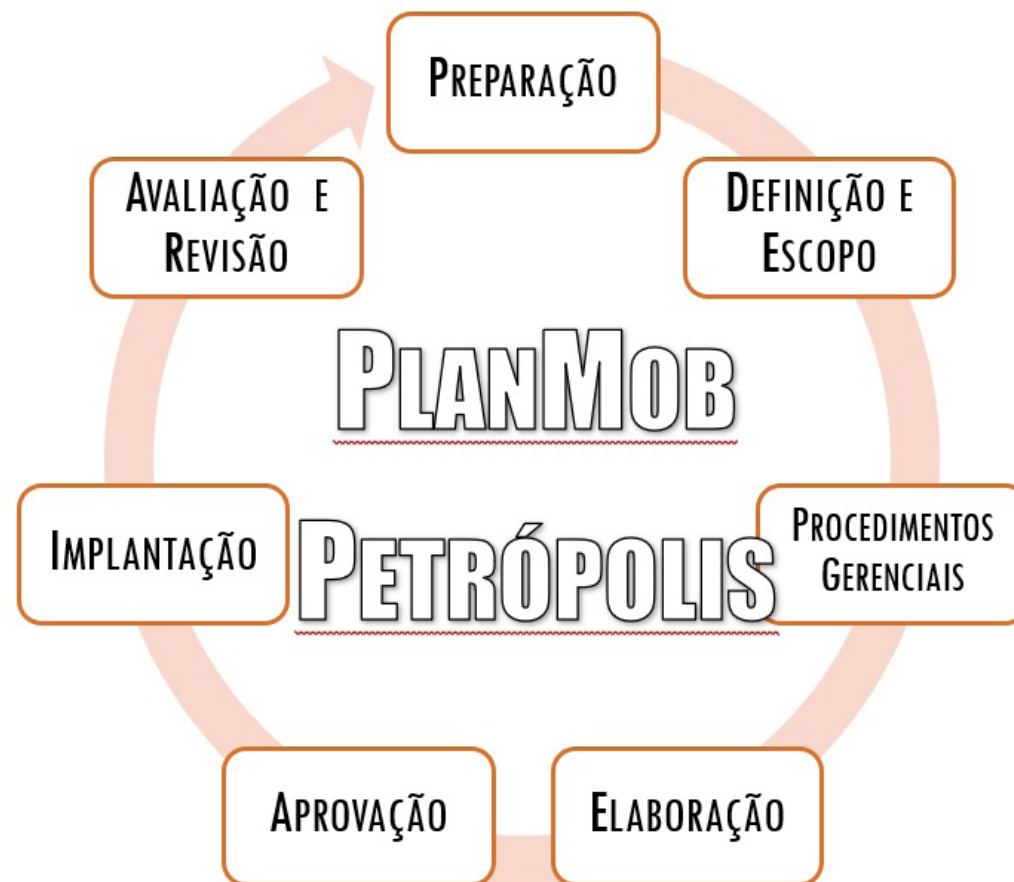 PREPARAÇÃO
DEFINIÇÃO E
ESCOPO
PROCEDIMENTOS
GERENCIAIS
ELABORAÇÃO
APROVAÇÃO
IMPLANTAÇÃO
AVALIAÇÃO E
REVISÃO
PLANMOB
PETRÓPOLIS